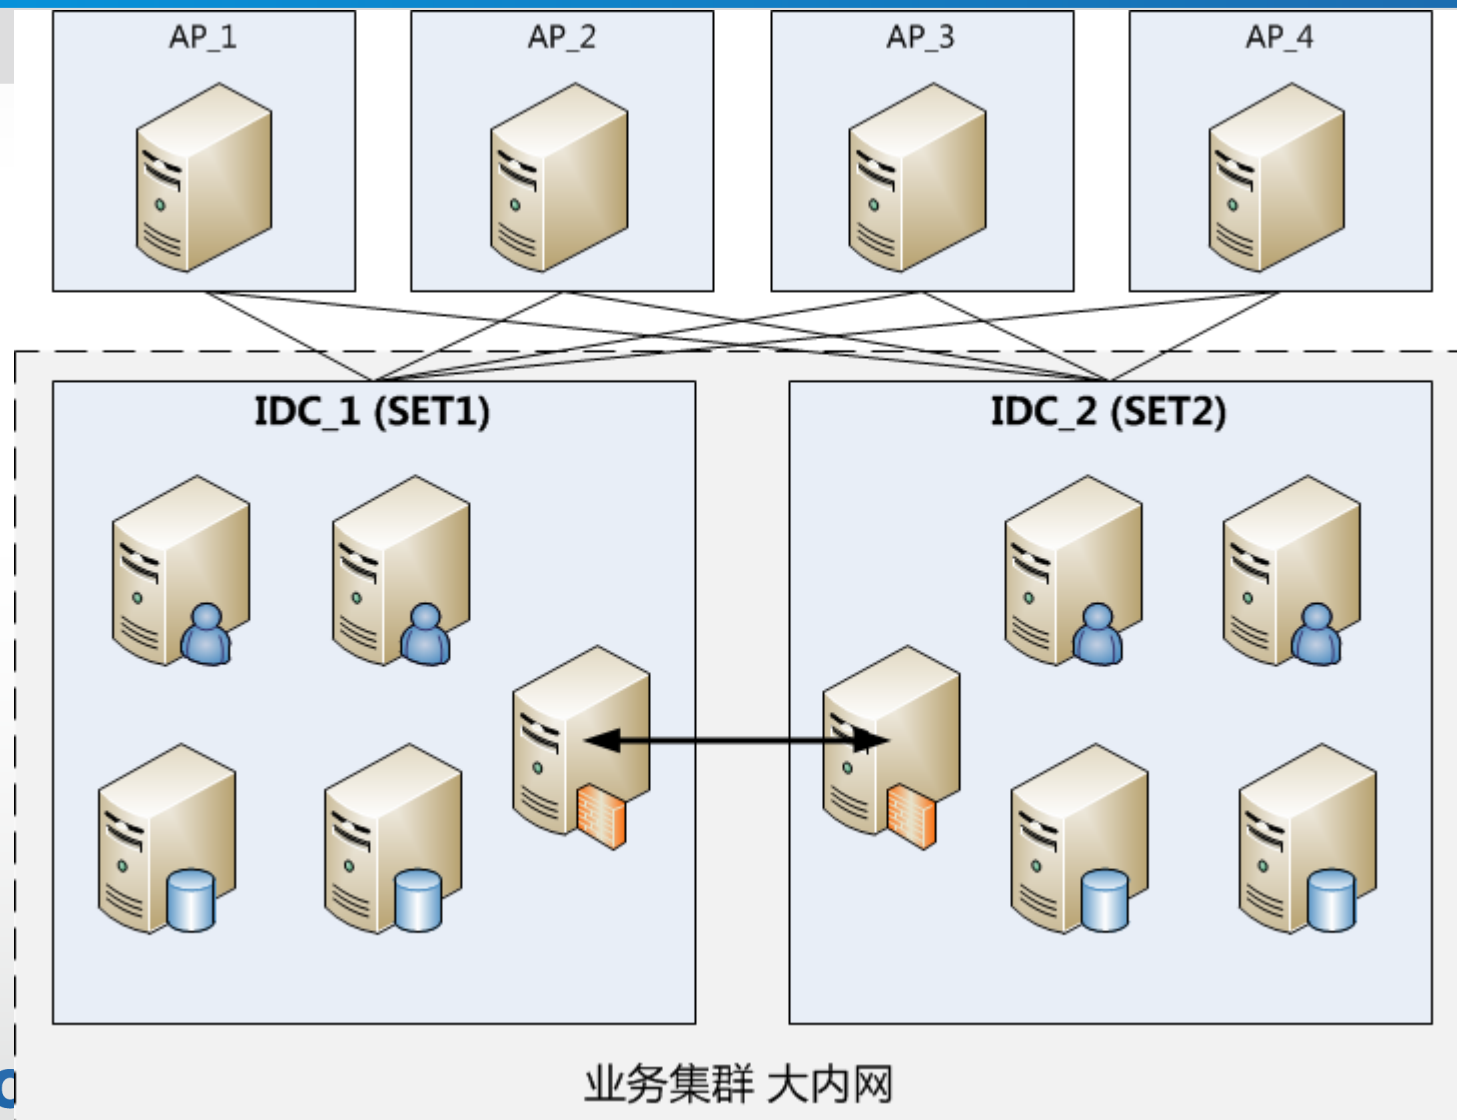 AP_1
AP_2
AP_3
AP_4
IDC_1 (SET1)
IDC_2 (SET2)
业务集群 大内网